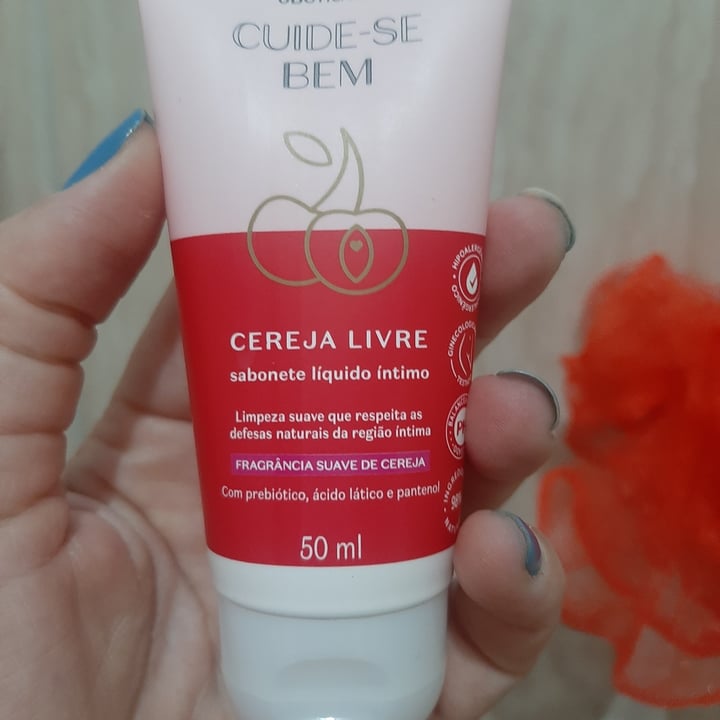 CUIDE-SE
BEM
CEREJA LIVRE
sabonete líquido íntimo
Limpeza suave que respeita as
defesas naturais da região íntima
FRAGRÂNCIA SUAVE DE CEREJA
Com prebiótico, ácido lático e pantenol
50 ml